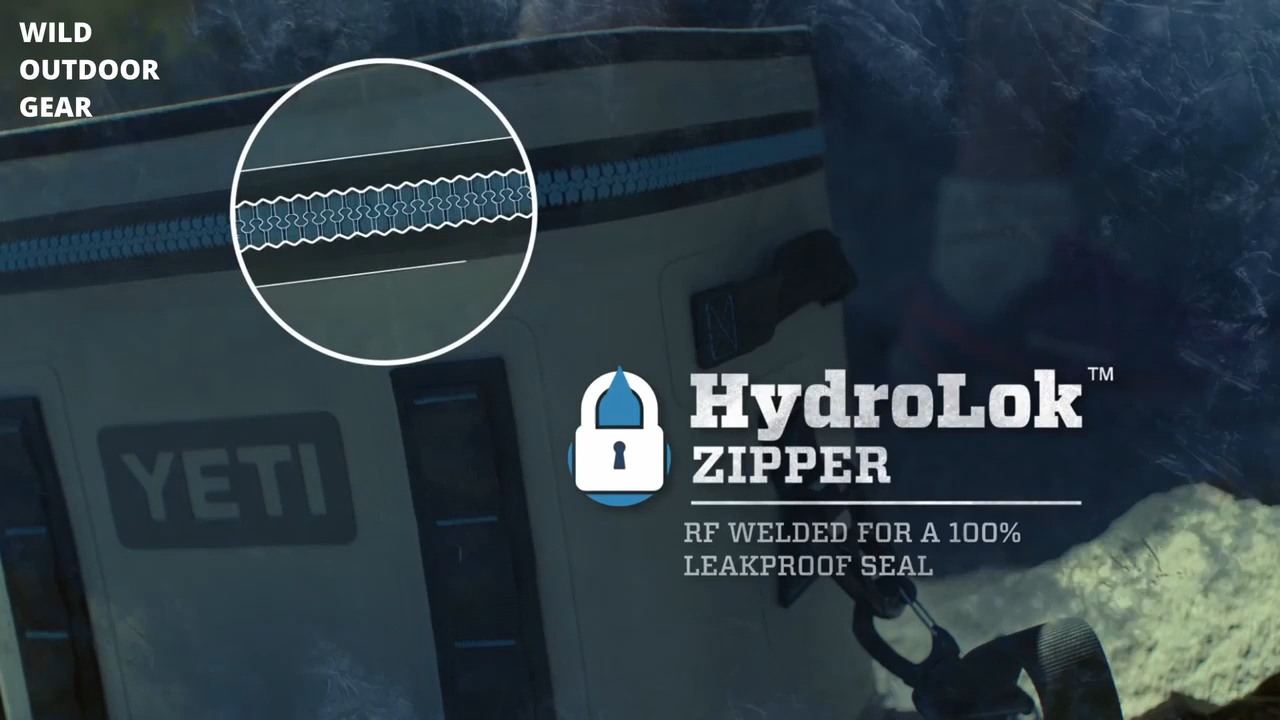 WILD
OUTDOOR
GEAR
YETI
HydroLok™
ZIPPER
RF WELDED FOR A 100%
LEAKPROOF SEAL